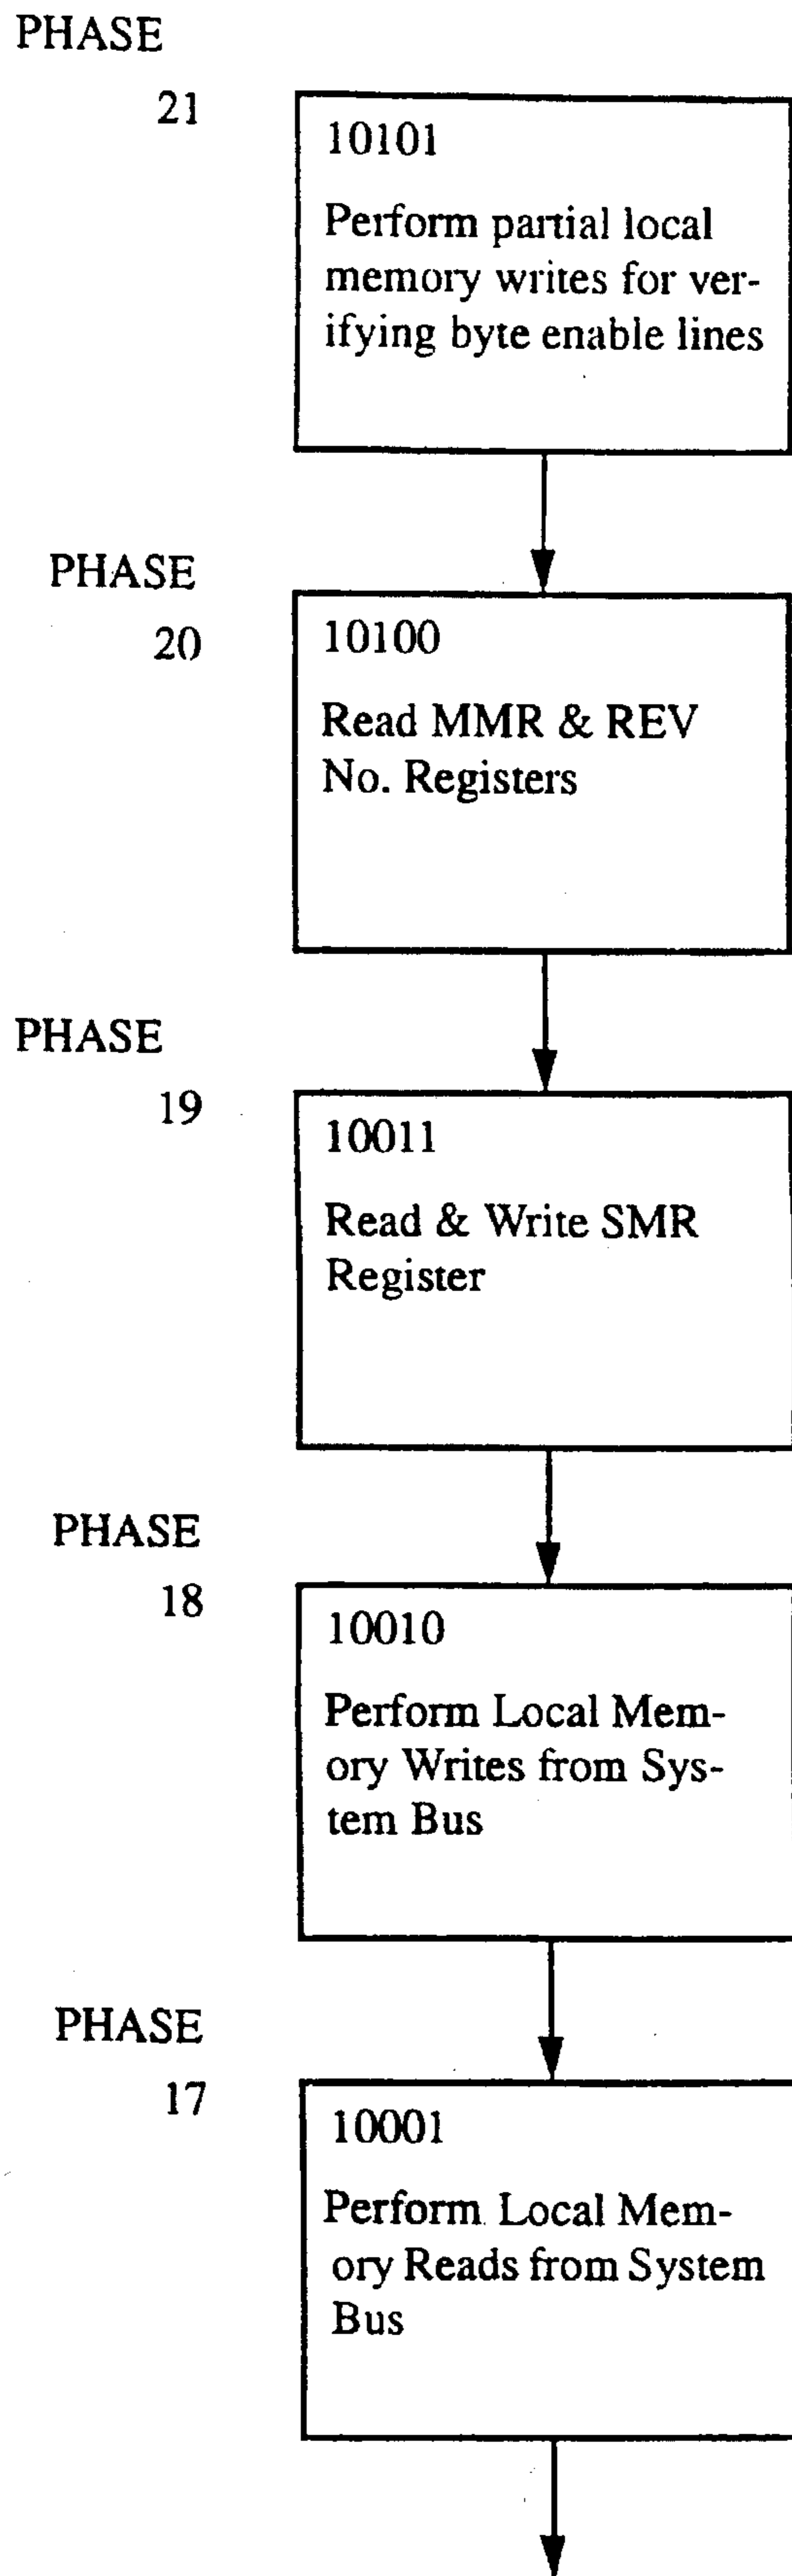 PHASE
21
10101
Perform partial local
memory writes for ver-
ifying byte enable lines
PHASE
20
10100
Read MMR & REV
No. Registers
PHASE
19
10011
Read & Write SMR
Register
PHASE
18
10010
Perform Local Mem-
ory Writes from Sys-
tem Bus
PHASE
17
10001
Perform Local Mem-
ory Reads from System
Bus